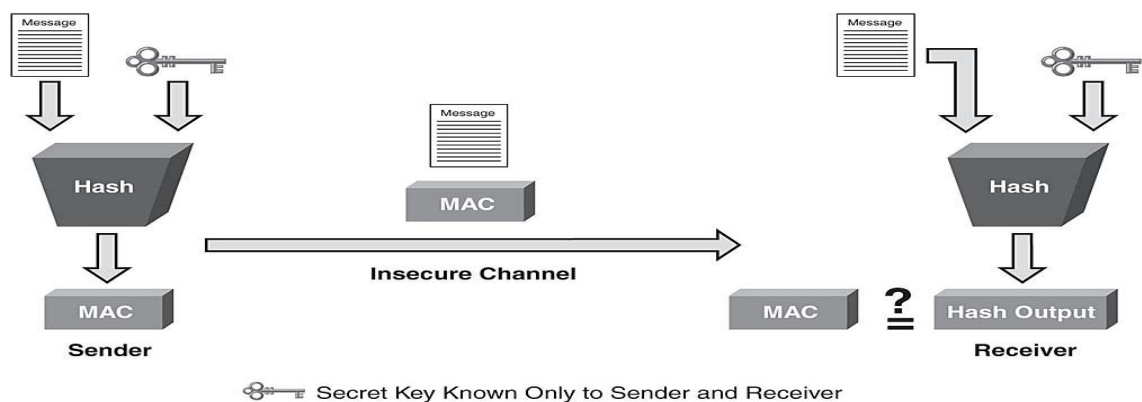 Message
Message
Message
Hash
MAC
Hash
Insecure Channel
MAC
MAC
?
=
Hash Output
Sender
Receiver
Secret Key Known Only to Sender and Receiver